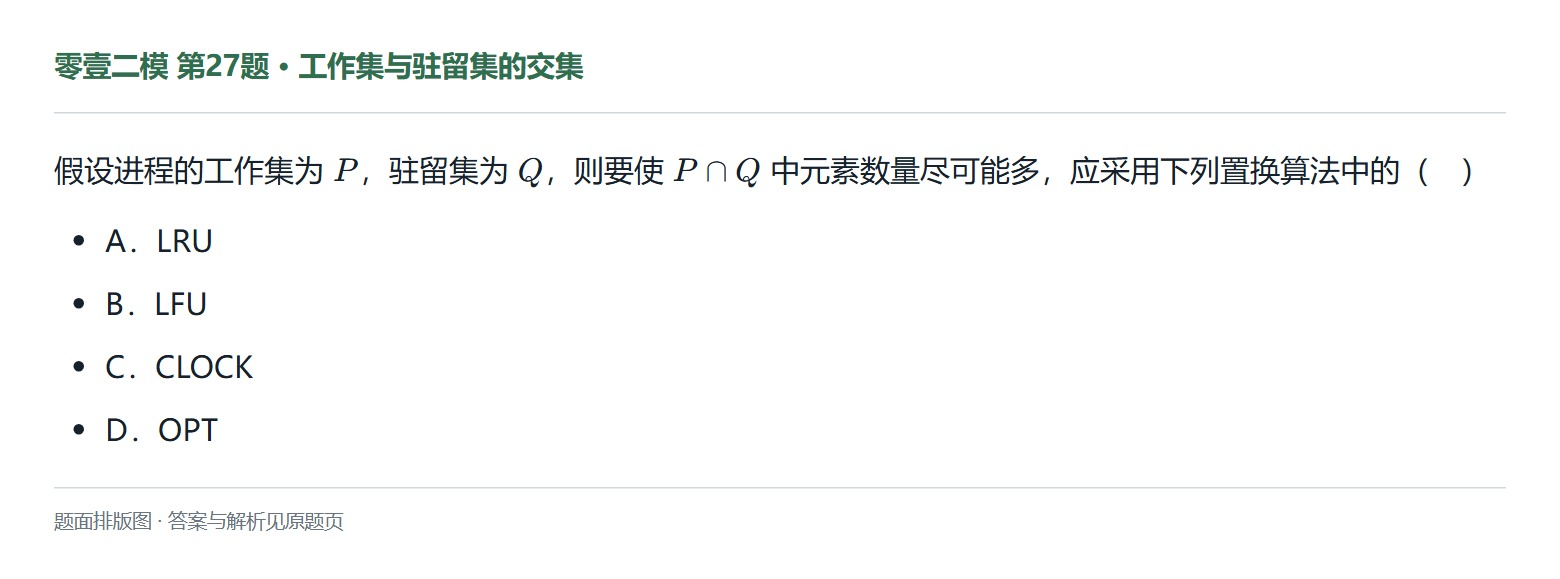 零壹二模 第27题 · 工作集与驻留集的交集
假设进程的工作集为 P，驻留集为 Q，则要使 P ∩ Q 中元素数量尽可能多，应采用下列置换算法中的（　）
• A．LRU
• B．LFU
• C．CLOCK
• D．OPT
题面排版图 · 答案与解析见原题页